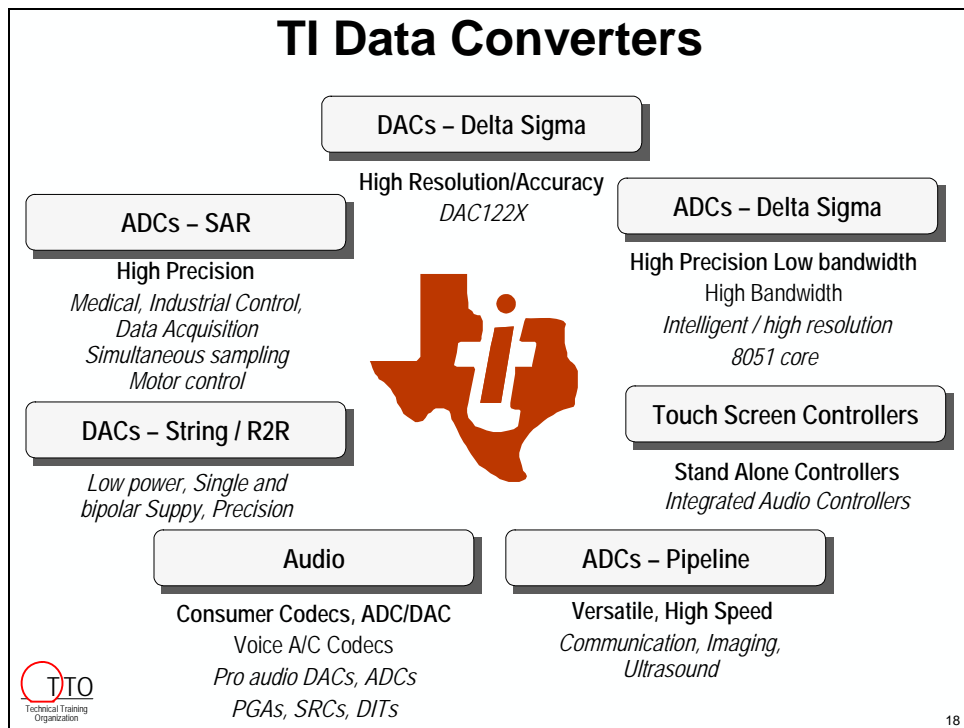 TI Data Converters
DACs – Delta Sigma
High Resolution/Accuracy
DAC122X
ADCs – SAR
High Precision
Medical, Industrial Control,
Data Acquisition
Simultaneous sampling
Motor control
ADCs – Delta Sigma
High Precision Low bandwidth
High Bandwidth
Intelligent / high resolution
8051 core
DACs – String / R2R
Low power, Single and
bipolar Suppy, Precision
Touch Screen Controllers
Stand Alone Controllers
Integrated Audio Controllers
Audio
Consumer Codecs, ADC/DAC
Voice A/C Codecs
Pro audio DACs, ADCs
PGAs, SRCs, DITs
ADCs – Pipeline
Versatile, High Speed
Communication, Imaging,
Ultrasound
ti
TTO
Technical Training
Organization
18